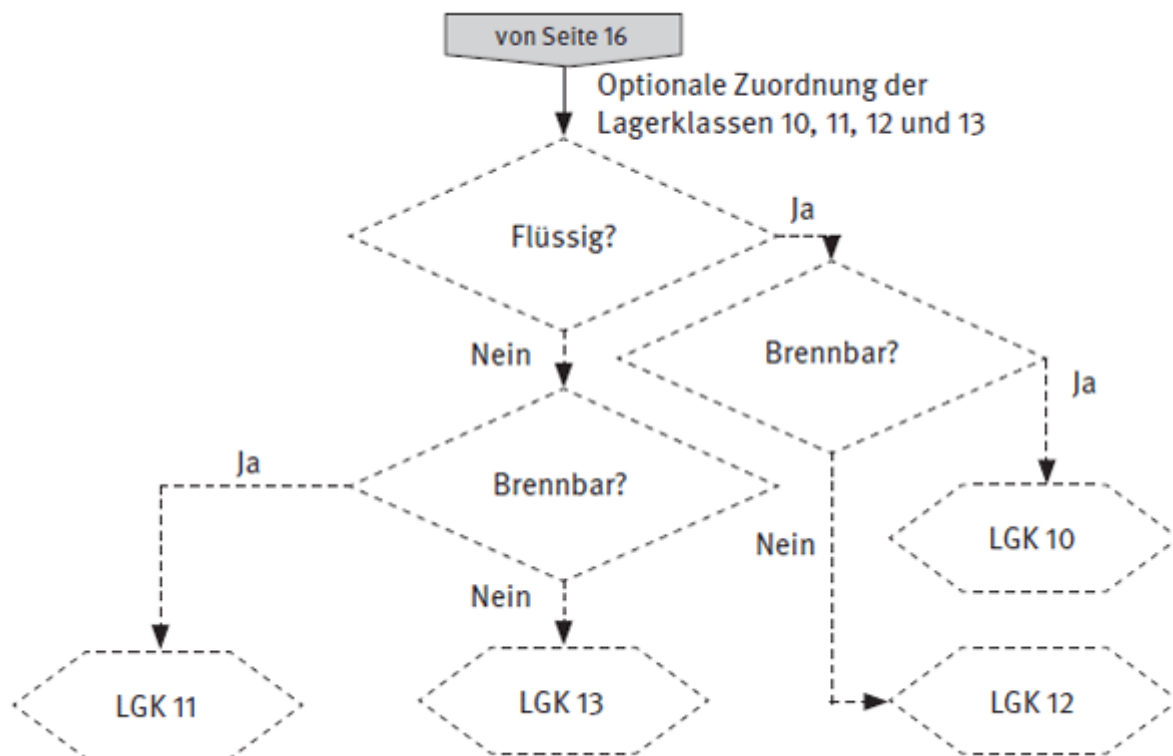 von Seite 16
Optionale Zuordnung der
Lagerklassen 10, 11, 12 und 13
Flüssig?
Ja
Nein
Brennbar?
Ja
Ja
Brennbar?
Nein
LGK 10
Nein
LGK 11
LGK 13
LGK 12